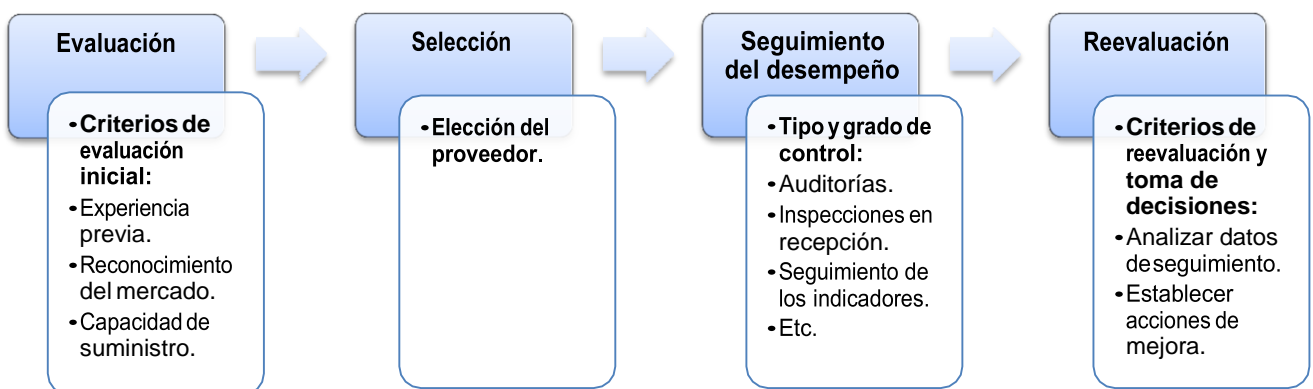 Evaluación
• Criterios de
evaluación
inicial:
• Experiencia
previa.
• Reconocimiento
del mercado.
• Capacidad de
suministro.
Selección
• Elección del
proveedor.
Seguimiento
del desempeño
• Tipo y grado de
control:
• Auditorías.
• Inspecciones en
recepción.
• Seguimiento de
los indicadores.
• Etc.
Reevaluación
• Criterios de
reevaluación y
toma de
decisiones:
• Analizar datos
de seguimiento.
• Establecer
acciones de
mejora.